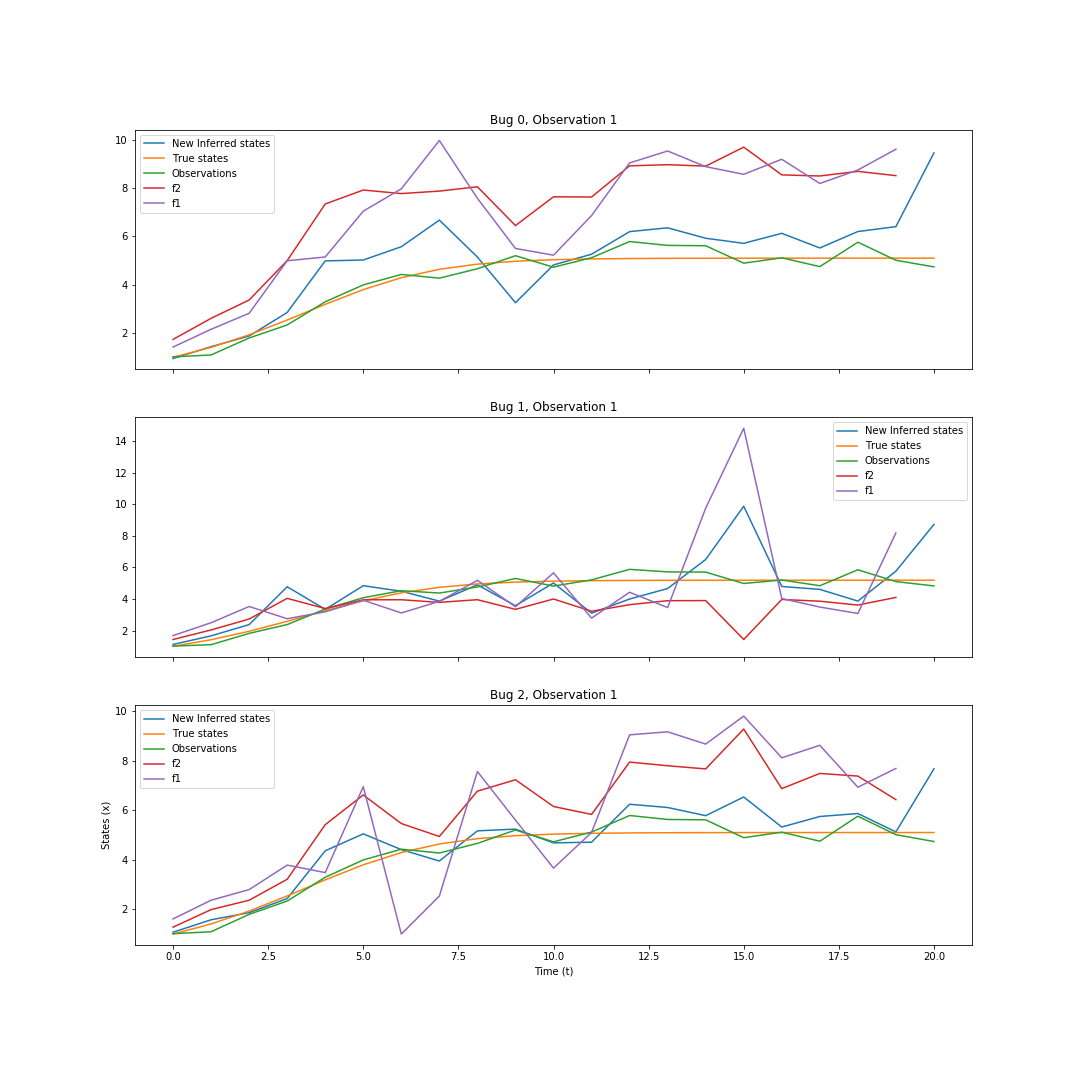 Bug 0, Observation 1
10
8
6
4
2
New Inferred states
True states
Observations
f2
f1
Bug 1, Observation 1
14
12
10
8
6
4
2
New Inferred states
True states
Observations
f2
f1
Bug 2, Observation 1
10
8
6
4
2
New Inferred states
True states
Observations
f2
f1
States (x)
0.0 2.5 5.0 7.5 10.0 12.5 15.0 17.5 20.0
Time (t)